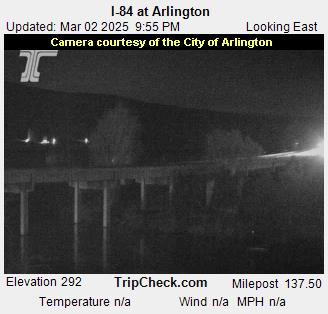 I-84 at Arlington
Updated: Mar 02 2025 9:55 PM Looking East
Camera courtesy of the City of Arlington
Elevation 292 TripCheck.com Milepost 137.50
Temperature n/a Wind n/a MPH n/a